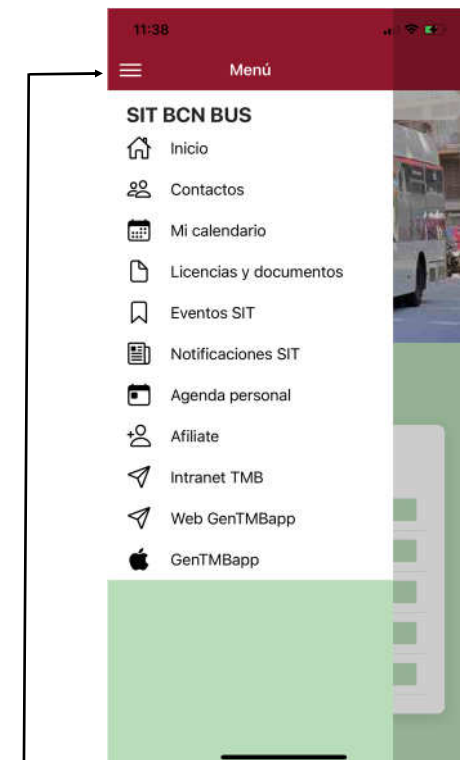 11:38
Menú
SIT BCN BUS
Inicio
Contactos
Mi calendario
Licencias y documentos
Eventos SIT
Notificaciones SIT
Agenda personal
Afiliate
Intranet TMB
Web GenTMBapp
GenTMBapp